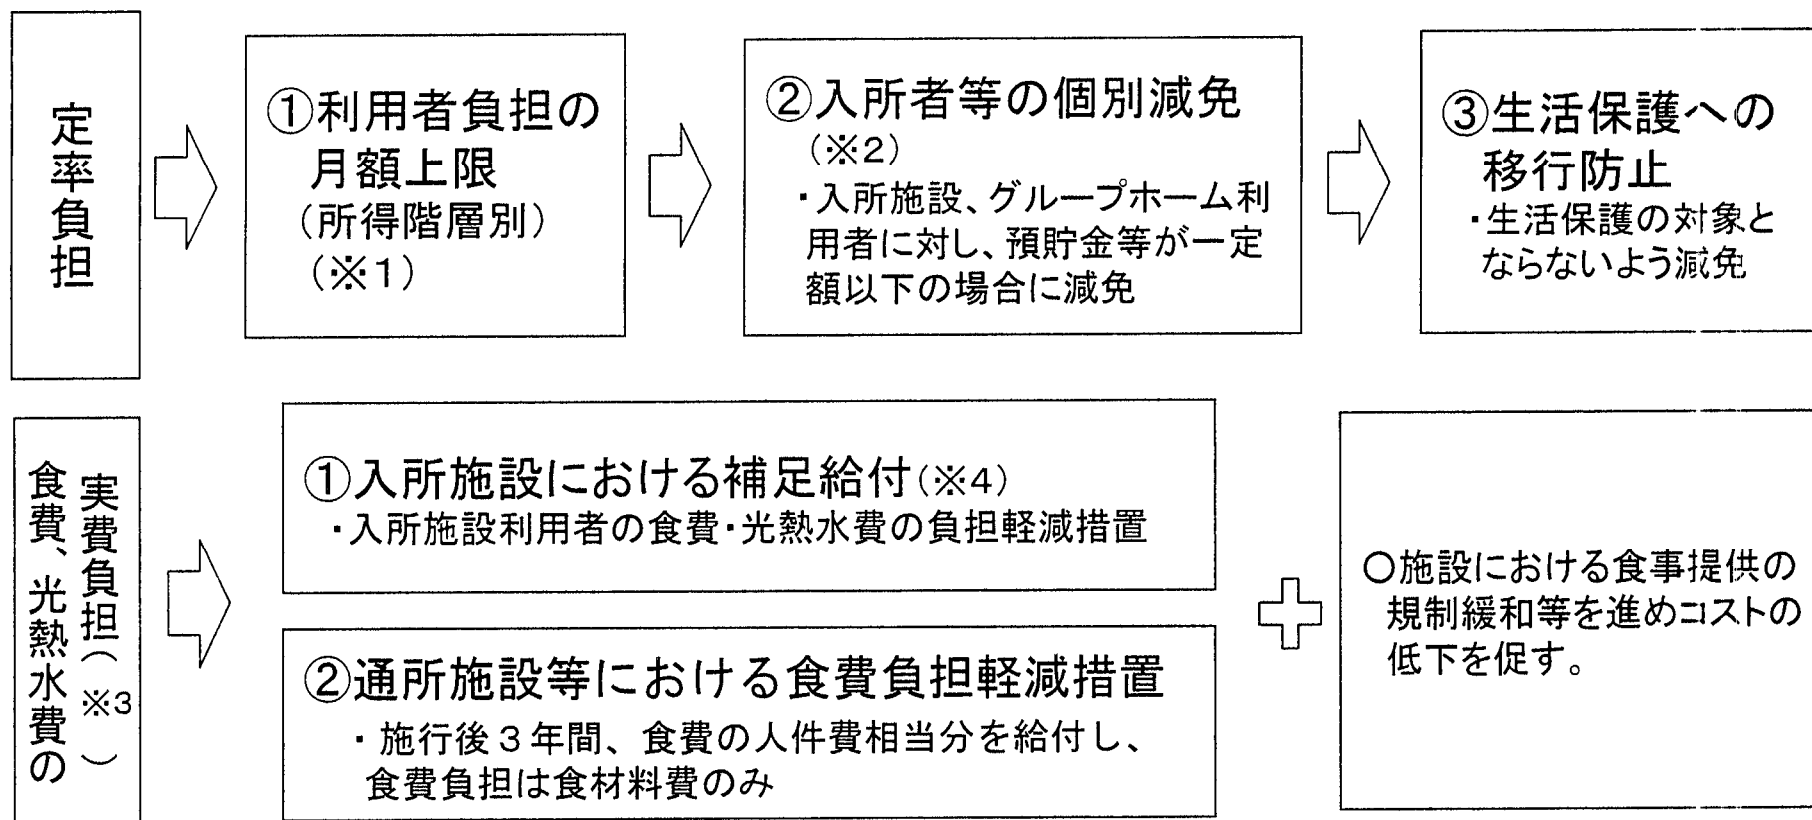 定率負担
①利用者負担の
月額上限
(所得階層別)
(※1)
②入所者等の個別減免
(※2)
・入所施設、グループホーム利
用者に対し、預貯金等が一定
額以下の場合に減免
③生活保護への
移行防止
・生活保護の対象と
ならないよう減免
食費、光熱水費の
実費負担(※3)
①入所施設における補足給付(※4)
・入所施設利用者の食費・光熱水費の負担軽減措置
②通所施設等における食費負担軽減措置
・施行後3年間、食費の人件費相当分を給付し、
食費負担は食材料費のみ
○施設における食事提供の
規制緩和等を進めコストの
低下を促す。